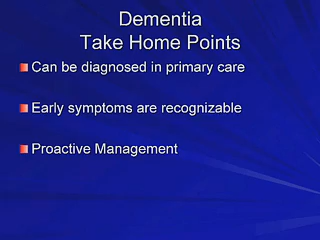 Dementia
Take Home Points
Can be diagnosed in primary care
Early symptoms are recognizable
Proactive Management